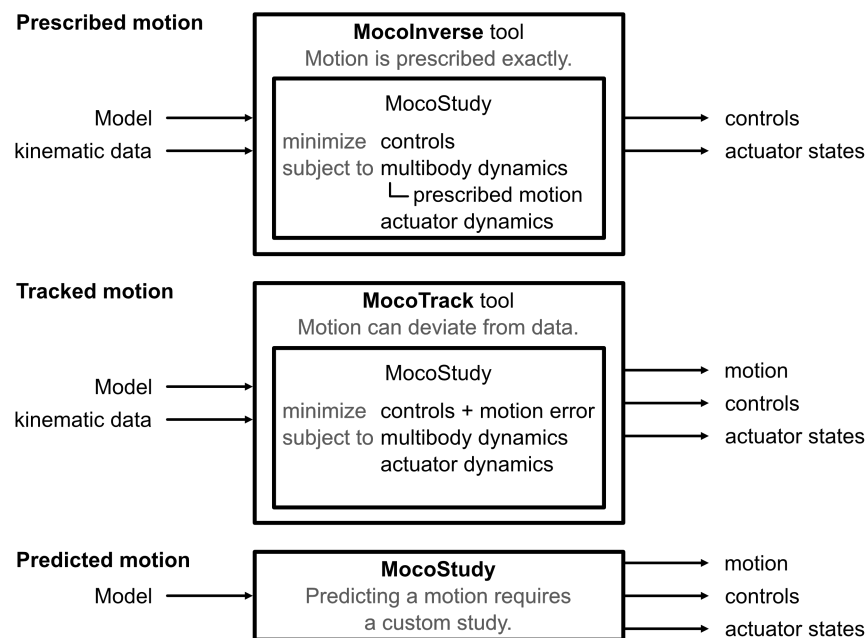 Prescribed motion
MocoInverse tool
Motion is prescribed exactly.
MocoStudy
Model
kinematic data
minimize controls
subject to multibody dynamics
prescribed motion
actuator dynamics
controls
actuator states
Tracked motion
MocoTrack tool
Motion can deviate from data.
MocoStudy
Model
kinematic data
minimize controls + motion error
subject to multibody dynamics
actuator dynamics
motion
controls
actuator states
Predicted motion
Model
MocoStudy
Predicting a motion requires
a custom study.
motion
controls
actuator states